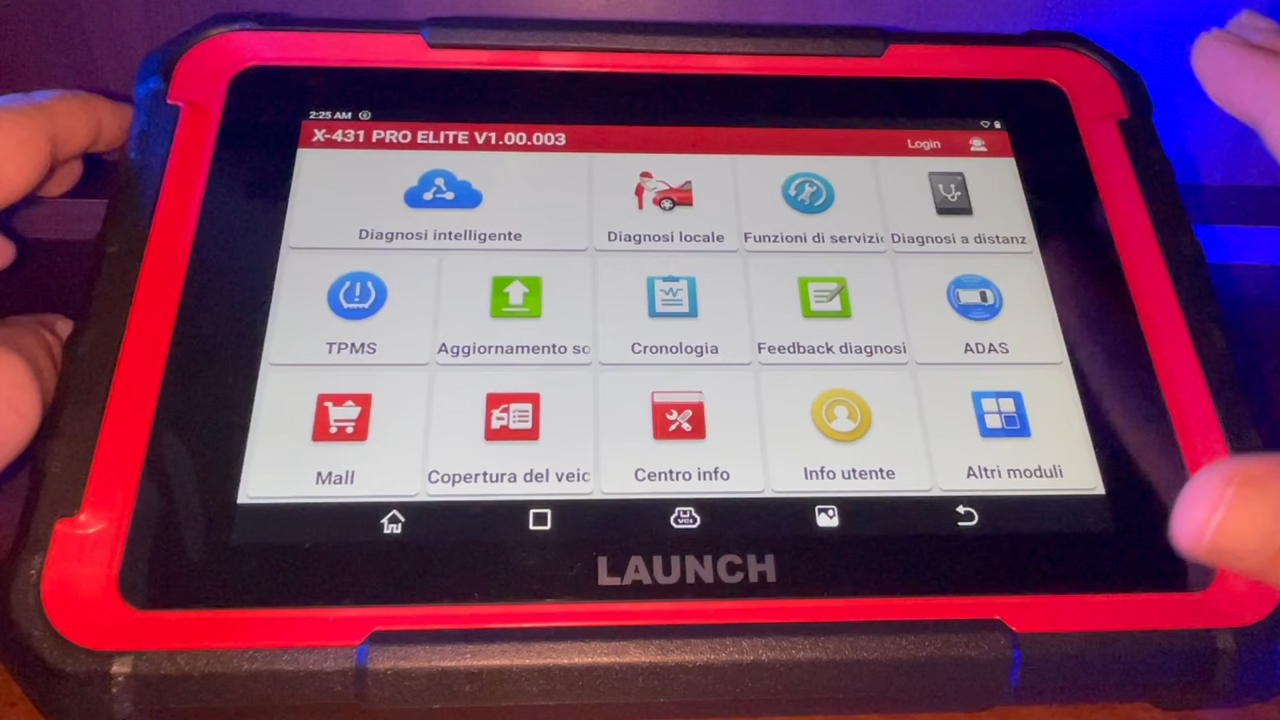 2:25 AM
X-431 PRO ELITE V1.00.003
Login
Diagnosi intelligente
Diagnosi locale
Funzioni di servizi
Diagnosi a distanz
TPMS
Aggiornamento so
Cronologia
Feedback diagnosi
ADAS
Mall
Copertura del veic
Centro info
Info utente
Altri moduli
VCI
LAUNCH